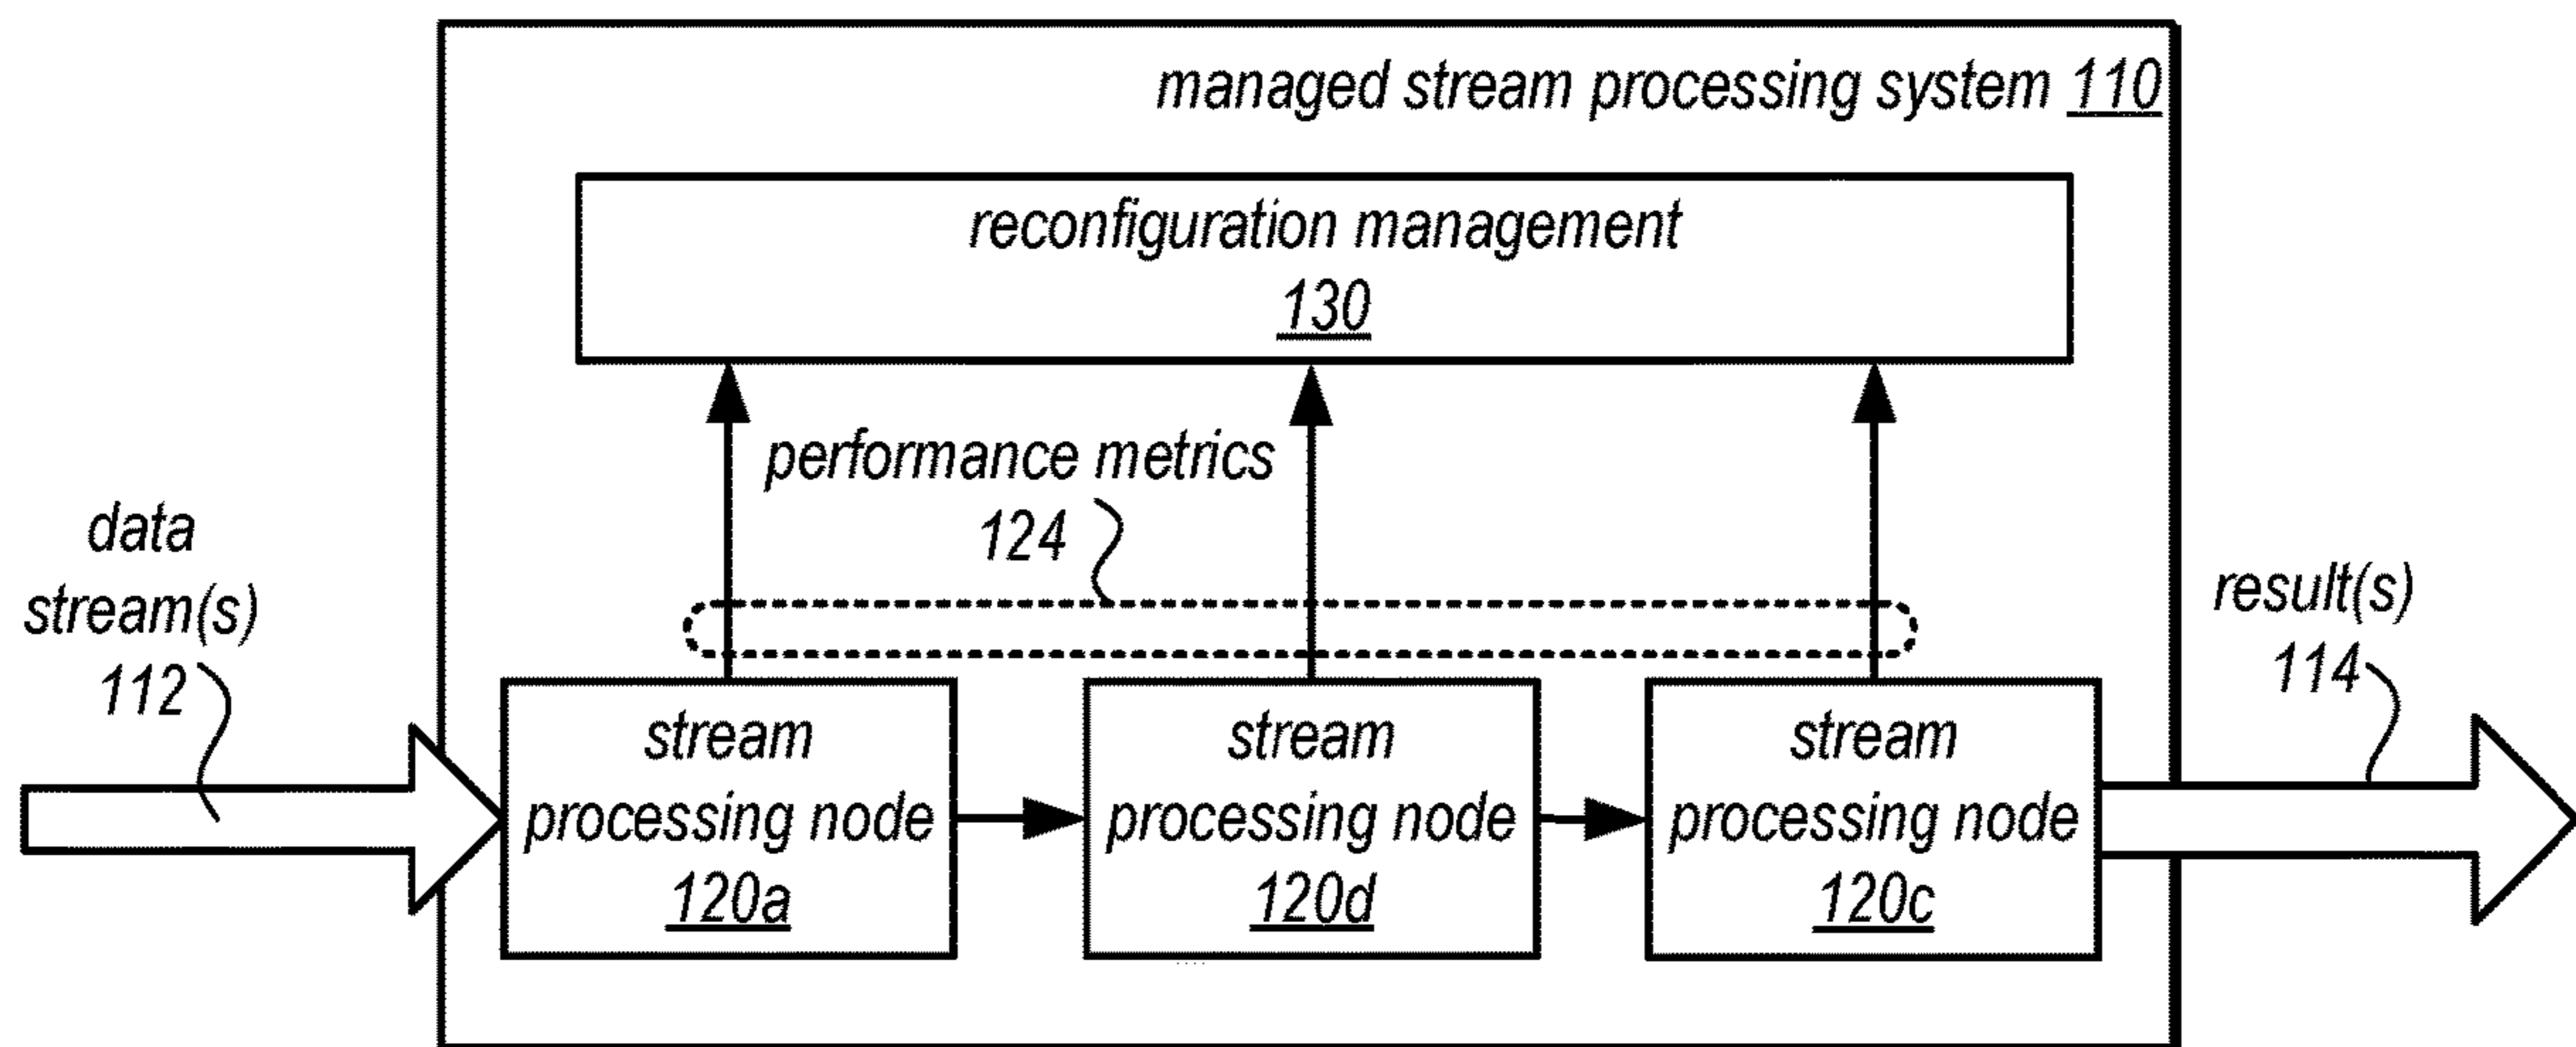 managed stream processing system 110
reconfiguration management
130
performance metrics
124
data
stream(s)
112
result(s)
114
stream
processing node
120a
stream
processing node
120d
stream
processing node
120c